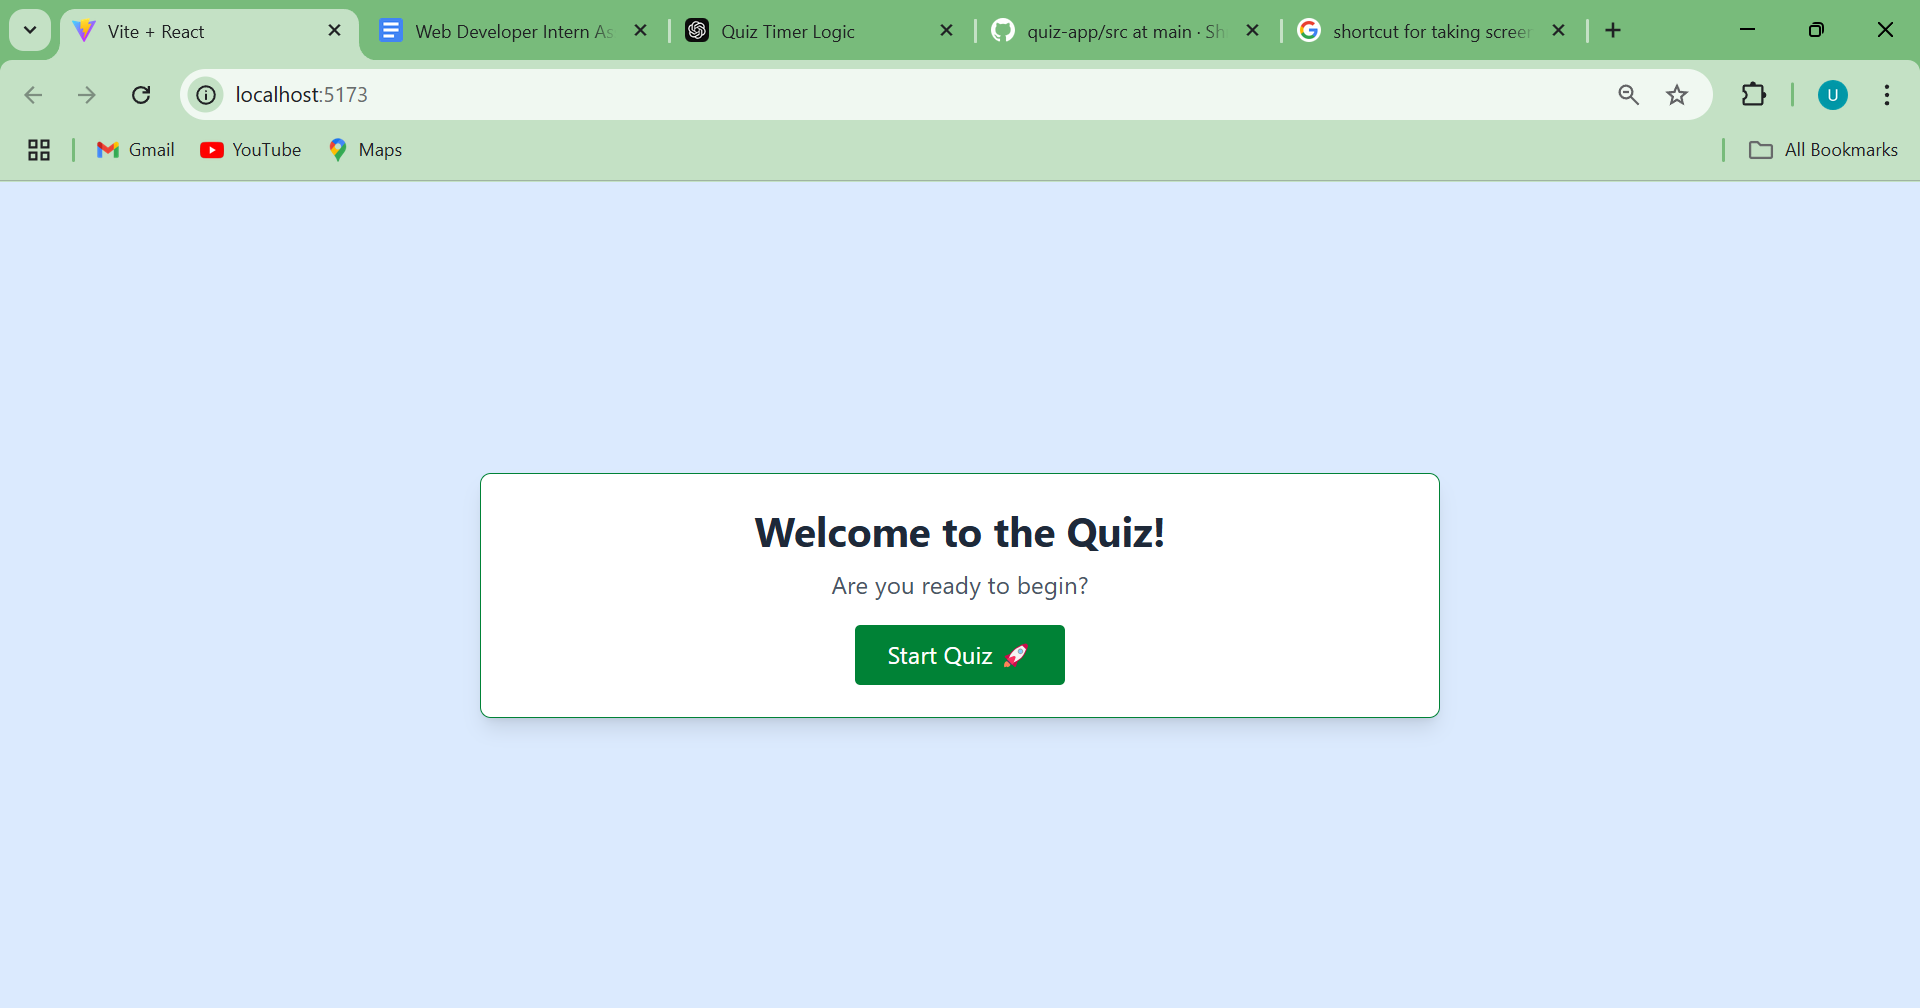 Vite + React
Web Developer Intern As
Quiz Timer Logic
quiz-app/src at main · Sh
shortcut for taking screen
localhost:5173
U
Gmail
YouTube
Maps
All Bookmarks
Welcome to the Quiz!
Are you ready to begin?
Start Quiz 🚀